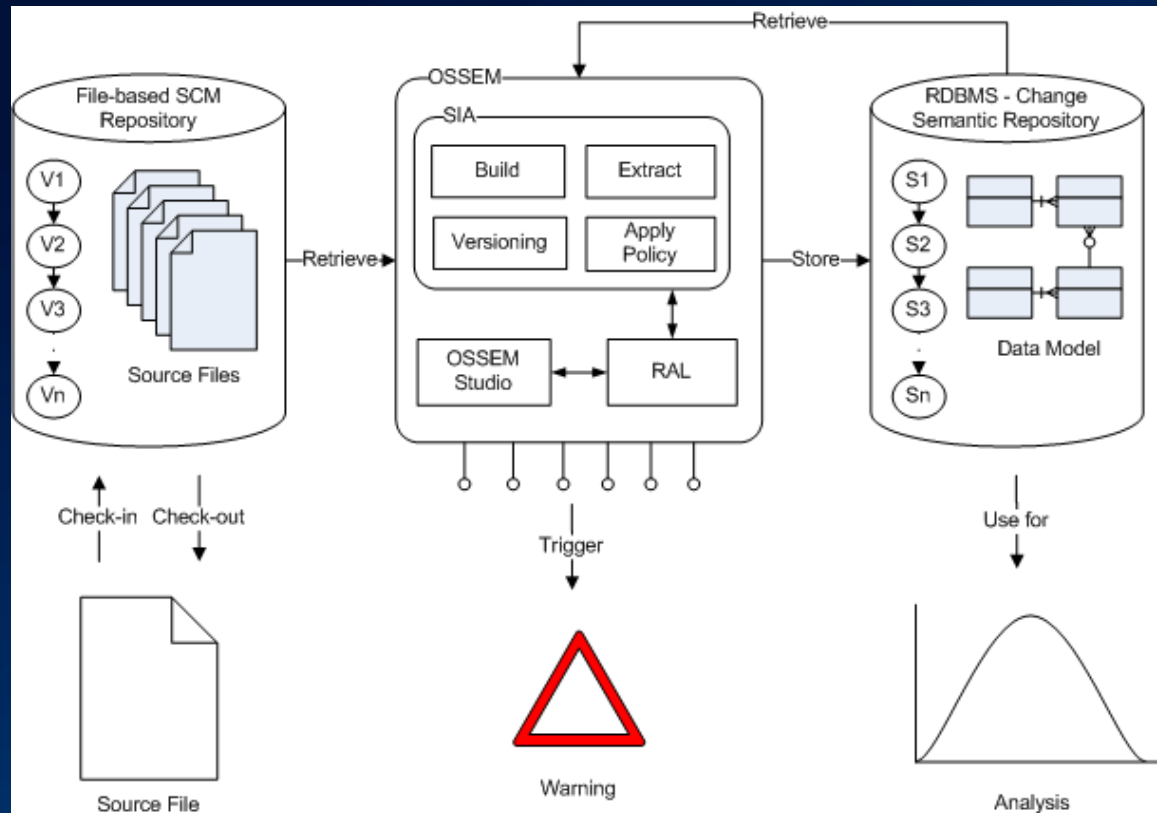 Retrieve
File-based SCM
Repository
V1
V2
V3
Vn
Source Files
Retrieve
OSSEM
SIA
Build
Extract
Versioning
Apply
Policy
OSSEM
Studio
RAL
Store
RDBMS - Change
Semantic Repository
S1
S2
S3
Sn
Data Model
Check-in
Check-out
Trigger
Use for
Source File
Warning
Analysis